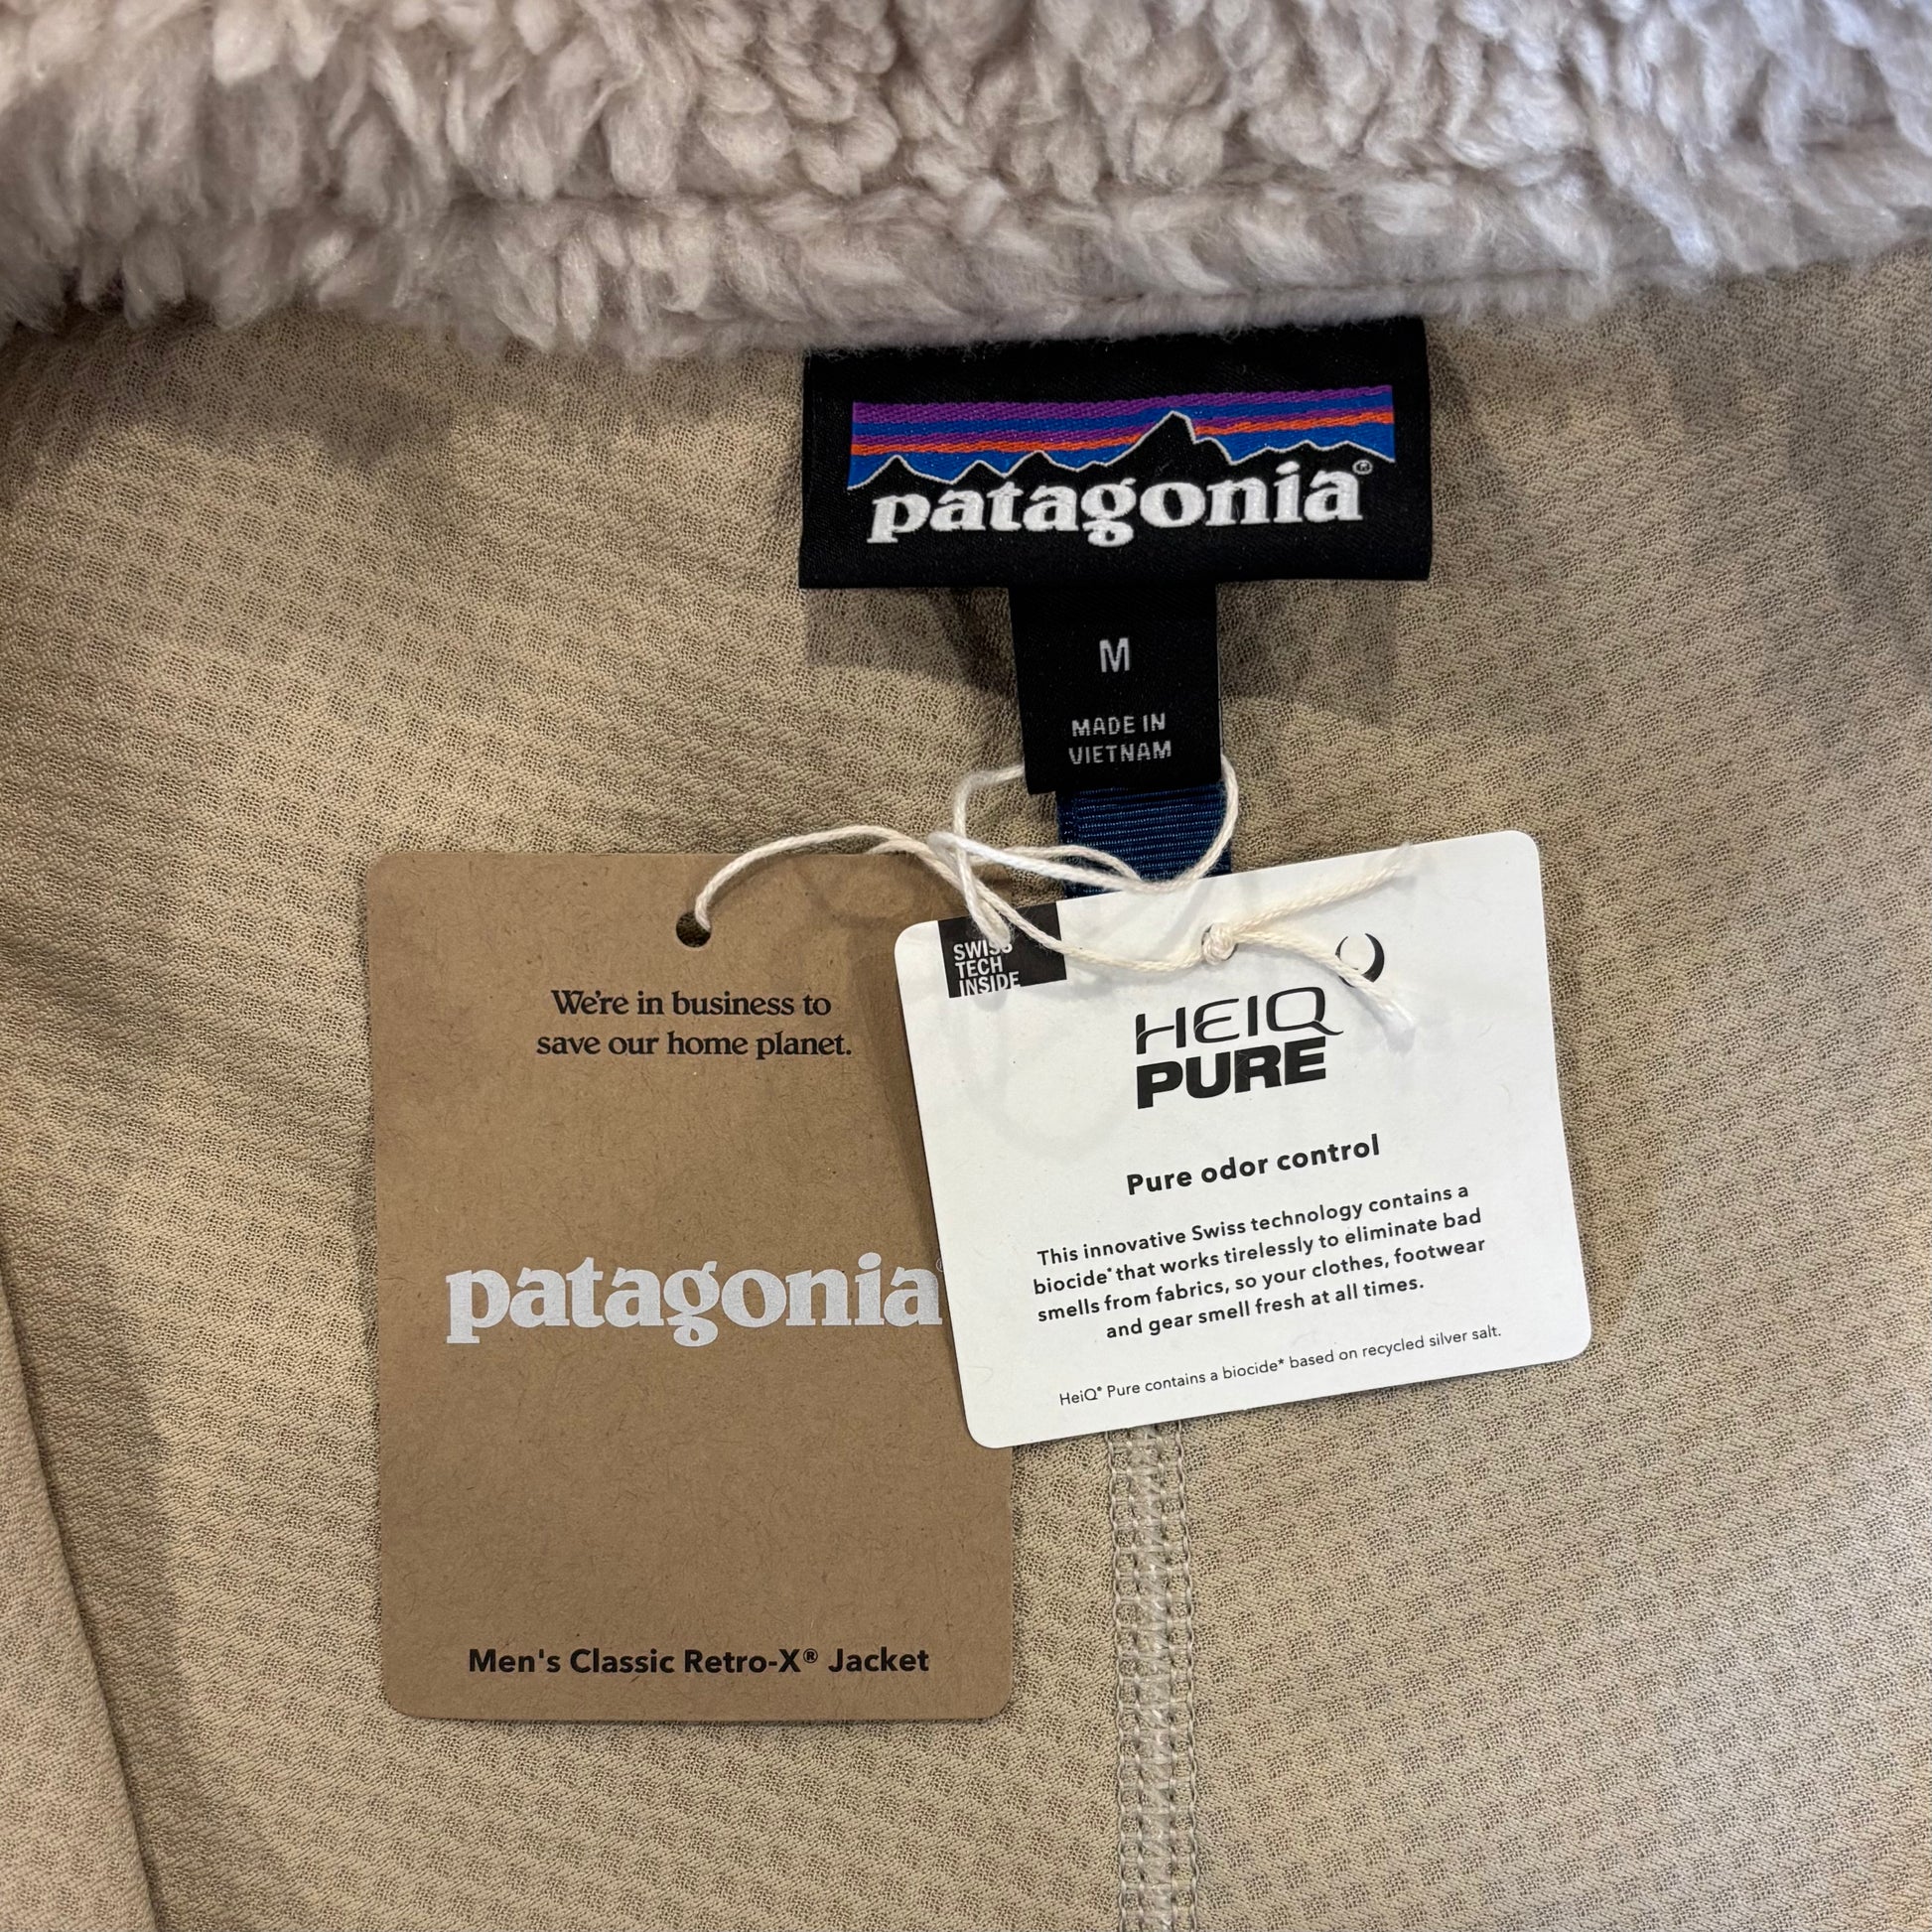 patagonia®
M
MADE IN
VIETNAM
We're in business to
save our home planet.
patagonia®
Men's Classic Retro-X® Jacket
SWISS
TECH
INSIDE
HEIQ
PURE
Pure odor control
This innovative Swiss technology contains a
biocide* that works tirelessly to eliminate bad
smells from fabrics, so your clothes, footwear
and gear smell fresh at all times.
HeiQ® Pure contains a biocide* based on recycled silver salt.